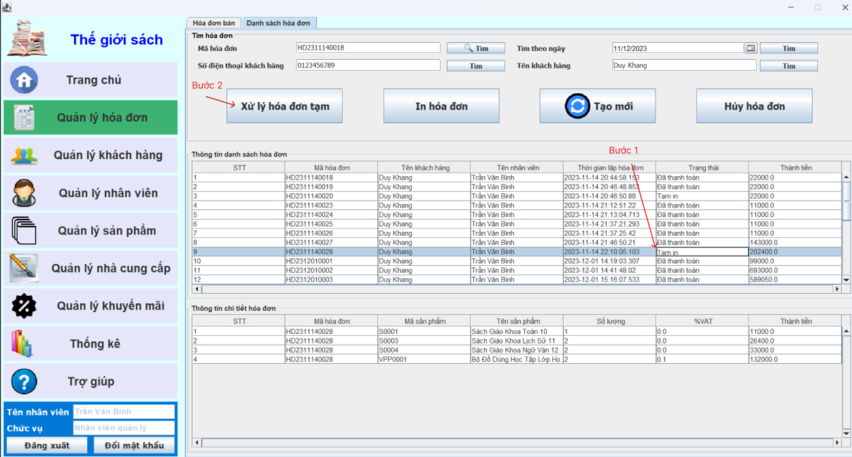 Thế giới sách
Trang chủ
Quản lý hóa đơn
Quản lý khách hàng
Quản lý nhân viên
Quản lý sản phẩm
Quản lý nhà cung cấp
Quản lý khuyến mãi
Thống kê
Trợ giúp
Tên nhân viên Trần Văn Bình
Chức vụ Nhân viên quản lý
Đăng xuất Đổi mật khẩu
Hóa đơn bán Danh sách hóa đơn
Tìm hóa đơn
Mã hóa đơn HD2311140018 Tìm Tìm theo ngày 11/12/2023 Tìm
Số điện thoại khách hàng 0123456789 Tìm Tên khách hàng Duy Khang Tìm
Bước 2
Xử lý hóa đơn tạm In hóa đơn Tạo mới Hủy hóa đơn
Bước 1
Thông tin danh sách hóa đơn
STT Mã hóa đơn Tên khách hàng Tên nhân viên Thời gian lập hóa đơn Trạng thái Thành tiền
1 HD2311140018 Duy Khang Trần Văn Bình 2023-11-14 20:44:58.153 Đã thanh toán 22000.0
2 HD2311140019 Duy Khang Trần Văn Bình 2023-11-14 20:46:48.853 Đã thanh toán 22000.0
3 HD2311140020 Duy Khang Trần Văn Bình 2023-11-14 20:46:50.88 Tạm in 22000.0
4 HD2311140023 Duy Khang Trần Văn Bình 2023-11-14 21:12:51.22 Đã thanh toán 11000.0
5 HD2311140024 Duy Khang Trần Văn Bình 2023-11-14 21:13:04.713 Đã thanh toán 11000.0
6 HD2311140025 Duy Khang Trần Văn Bình 2023-11-14 21:37:21.293 Đã thanh toán 11000.0
7 HD2311140026 Duy Khang Trần Văn Bình 2023-11-14 21:37:25.42 Đã thanh toán 11000.0
8 HD2311140027 Duy Khang Trần Văn Bình 2023-11-14 21:46:50.21 Đã thanh toán 143000.0
9 HD2311140028 Duy Khang Trần Văn Bình 2023-11-14 22:10:05.103 Tạm in 202400.0
10 HD2312010001 Duy Khang Trần Văn Bình 2023-12-01 14:19:03.307 Đã thanh toán 99000.0
11 HD2312010002 Duy Khang Trần Văn Bình 2023-12-01 14:41:48.02 Đã thanh toán 693000.0
12 HD2312010003 Duy Khang Trần Văn Bình 2023-12-01 15:16:07.533 Đã thanh toán 589050.0
Thông tin chi tiết hóa đơn
STT Mã hóa đơn Mã sản phẩm Tên sản phẩm Số lượng %VAT Thành tiền
1 HD2311140028 S0001 Sách Giáo Khoa Toán 10 1 0.0 11000.0
2 HD2311140028 S0003 Sách Giáo Khoa Lịch Sử 11 2 0.0 26400.0
3 HD2311140028 S0004 Sách Giáo Khoa Ngữ Văn 12 2 0.0 33000.0
4 HD2311140028 VPP0001 Bộ Đồ Dùng Học Tập Lớp Họ. 2 0.1 132000.0